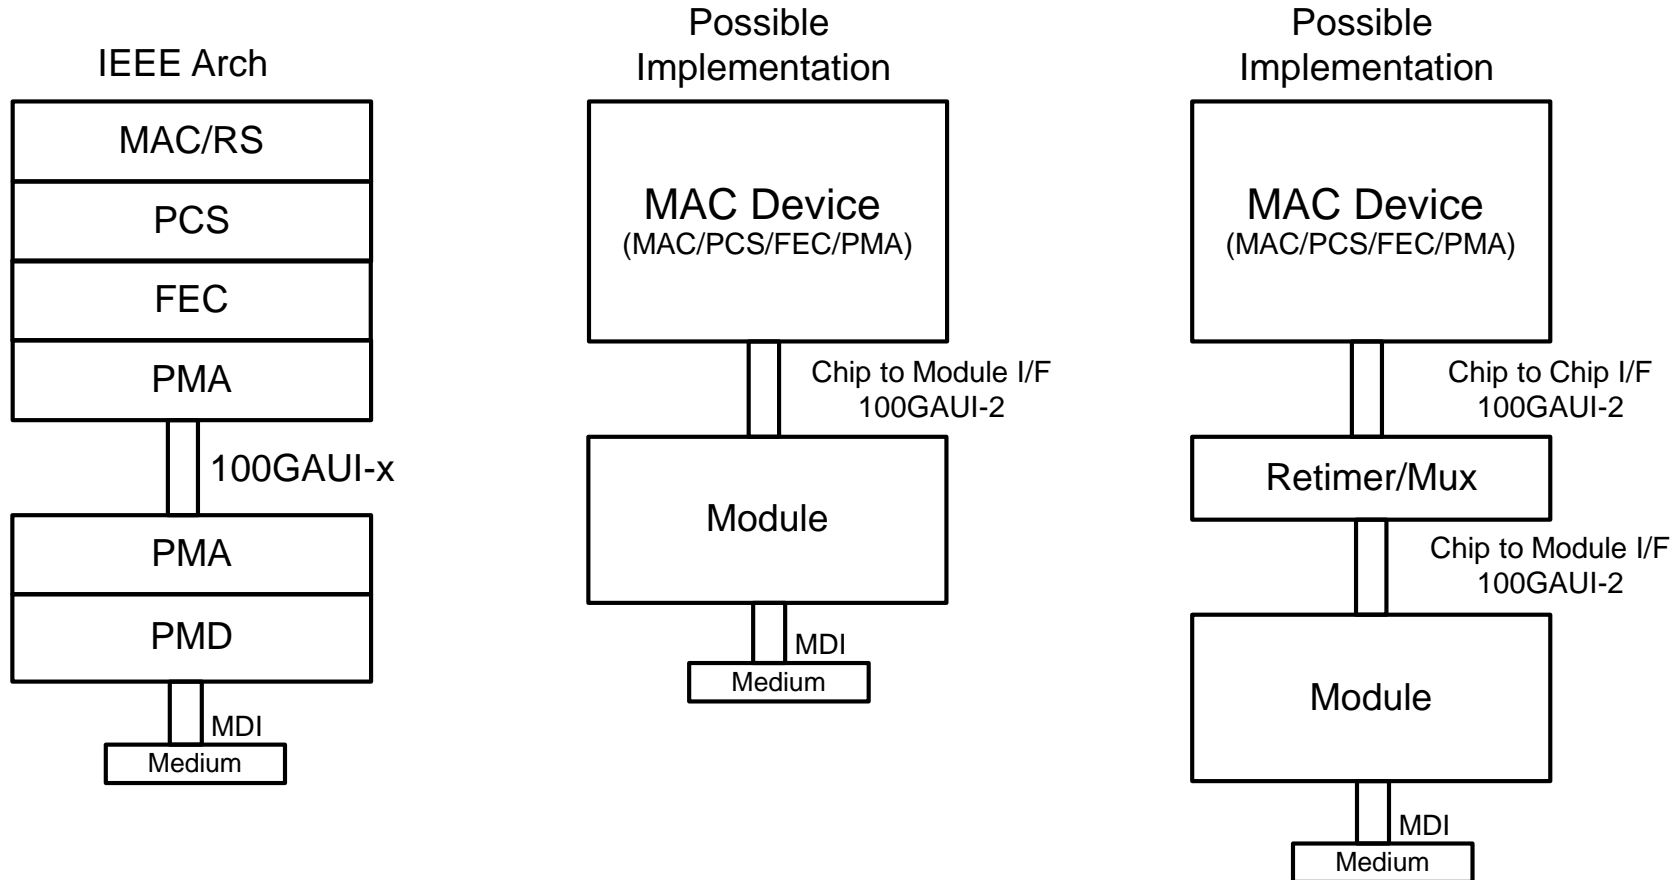 IEEE Arch
MAC/RS
PCS
FEC
PMA
100GAUI-x
PMA
PMD
MDI
Medium
Possible
Implementation
MAC Device
(MAC/PCS/FEC/PMA)
Chip to Module I/F
100GAUI-2
Module
MDI
Medium
Possible
Implementation
MAC Device
(MAC/PCS/FEC/PMA)
Chip to Chip I/F
100GAUI-2
Retimer/Mux
Chip to Module I/F
100GAUI-2
Module
MDI
Medium